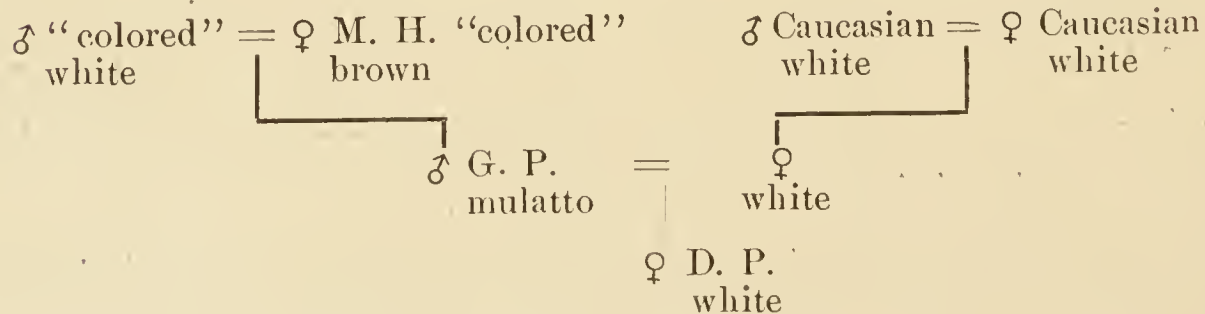 ♂ “colored” = ♀ M. H. “colored” ♂ Caucasian = ♀ Caucasian
white brown white white
♂ G. P. = ♀
mulatto white
♀ D. P.
white